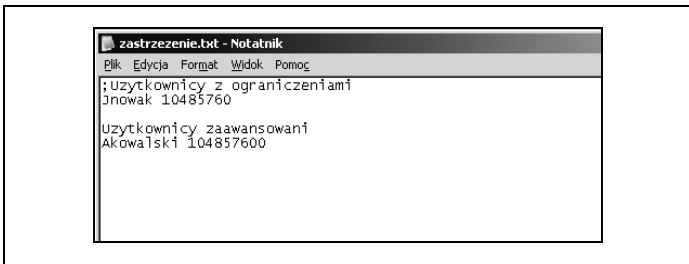 zastrzezenie.txt - Notatnik
Plik Edycja Format Widok Pomoc
;Uzytkownicy z ograniczeniami
Jnowak 10485760
Uzytkownicy zaawansowani
Akowalski 104857600